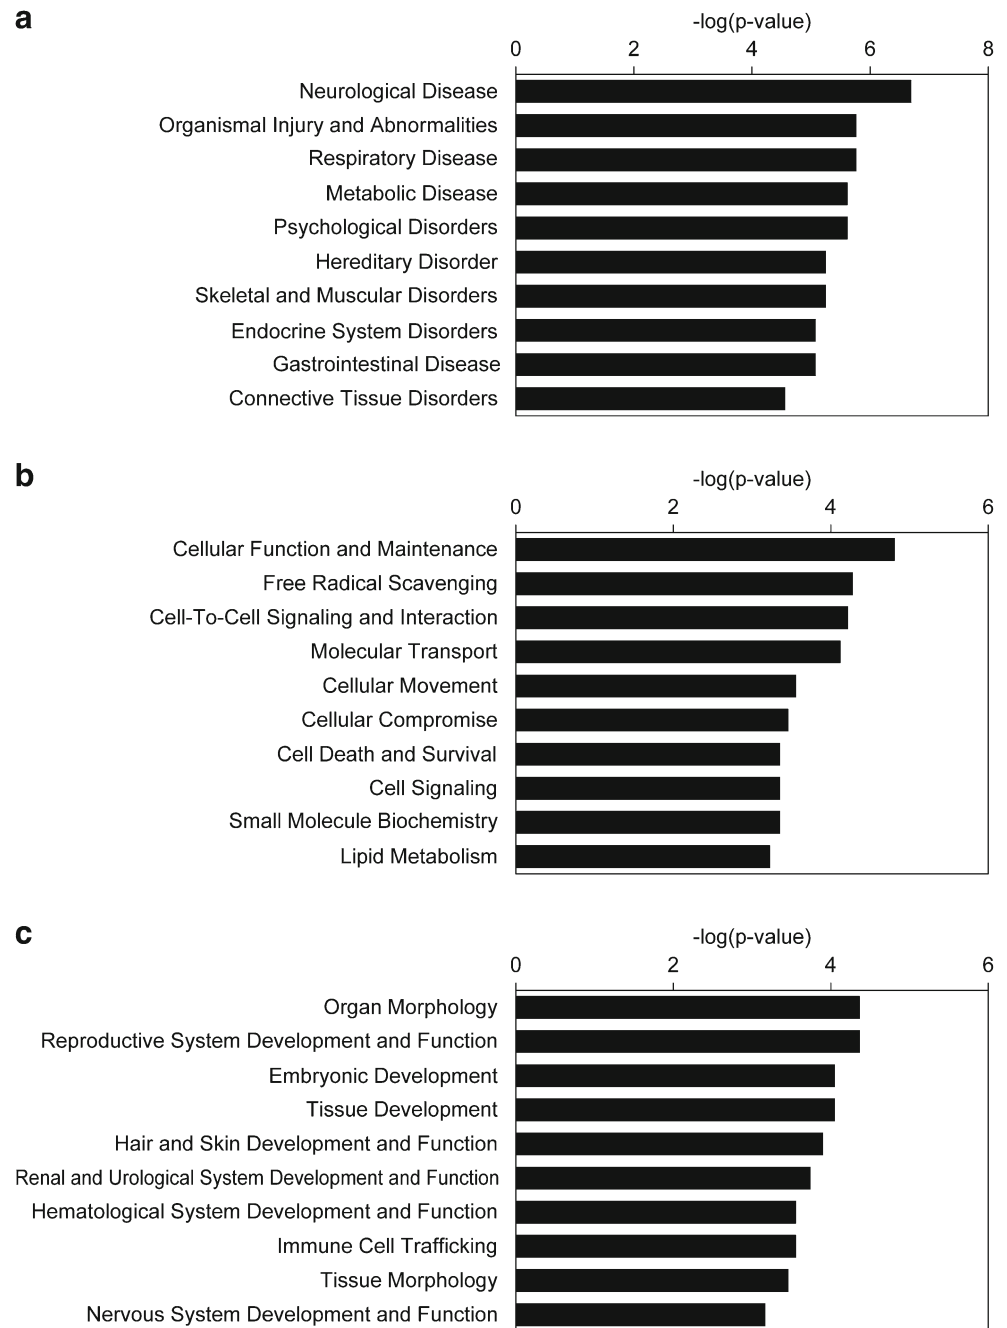 a
-log(p-value)
0 2 4 6 8
Neurological Disease
Organismal Injury and Abnormalities
Respiratory Disease
Metabolic Disease
Psychological Disorders
Hereditary Disorder
Skeletal and Muscular Disorders
Endocrine System Disorders
Gastrointestinal Disease
Connective Tissue Disorders
b
-log(p-value)
0 2 4 6
Cellular Function and Maintenance
Free Radical Scavenging
Cell-To-Cell Signaling and Interaction
Molecular Transport
Cellular Movement
Cellular Compromise
Cell Death and Survival
Cell Signaling
Small Molecule Biochemistry
Lipid Metabolism
c
-log(p-value)
0 2 4 6
Organ Morphology
Reproductive System Development and Function
Embryonic Development
Tissue Development
Hair and Skin Development and Function
Renal and Urological System Development and Function
Hematological System Development and Function
Immune Cell Trafficking
Tissue Morphology
Nervous System Development and Function